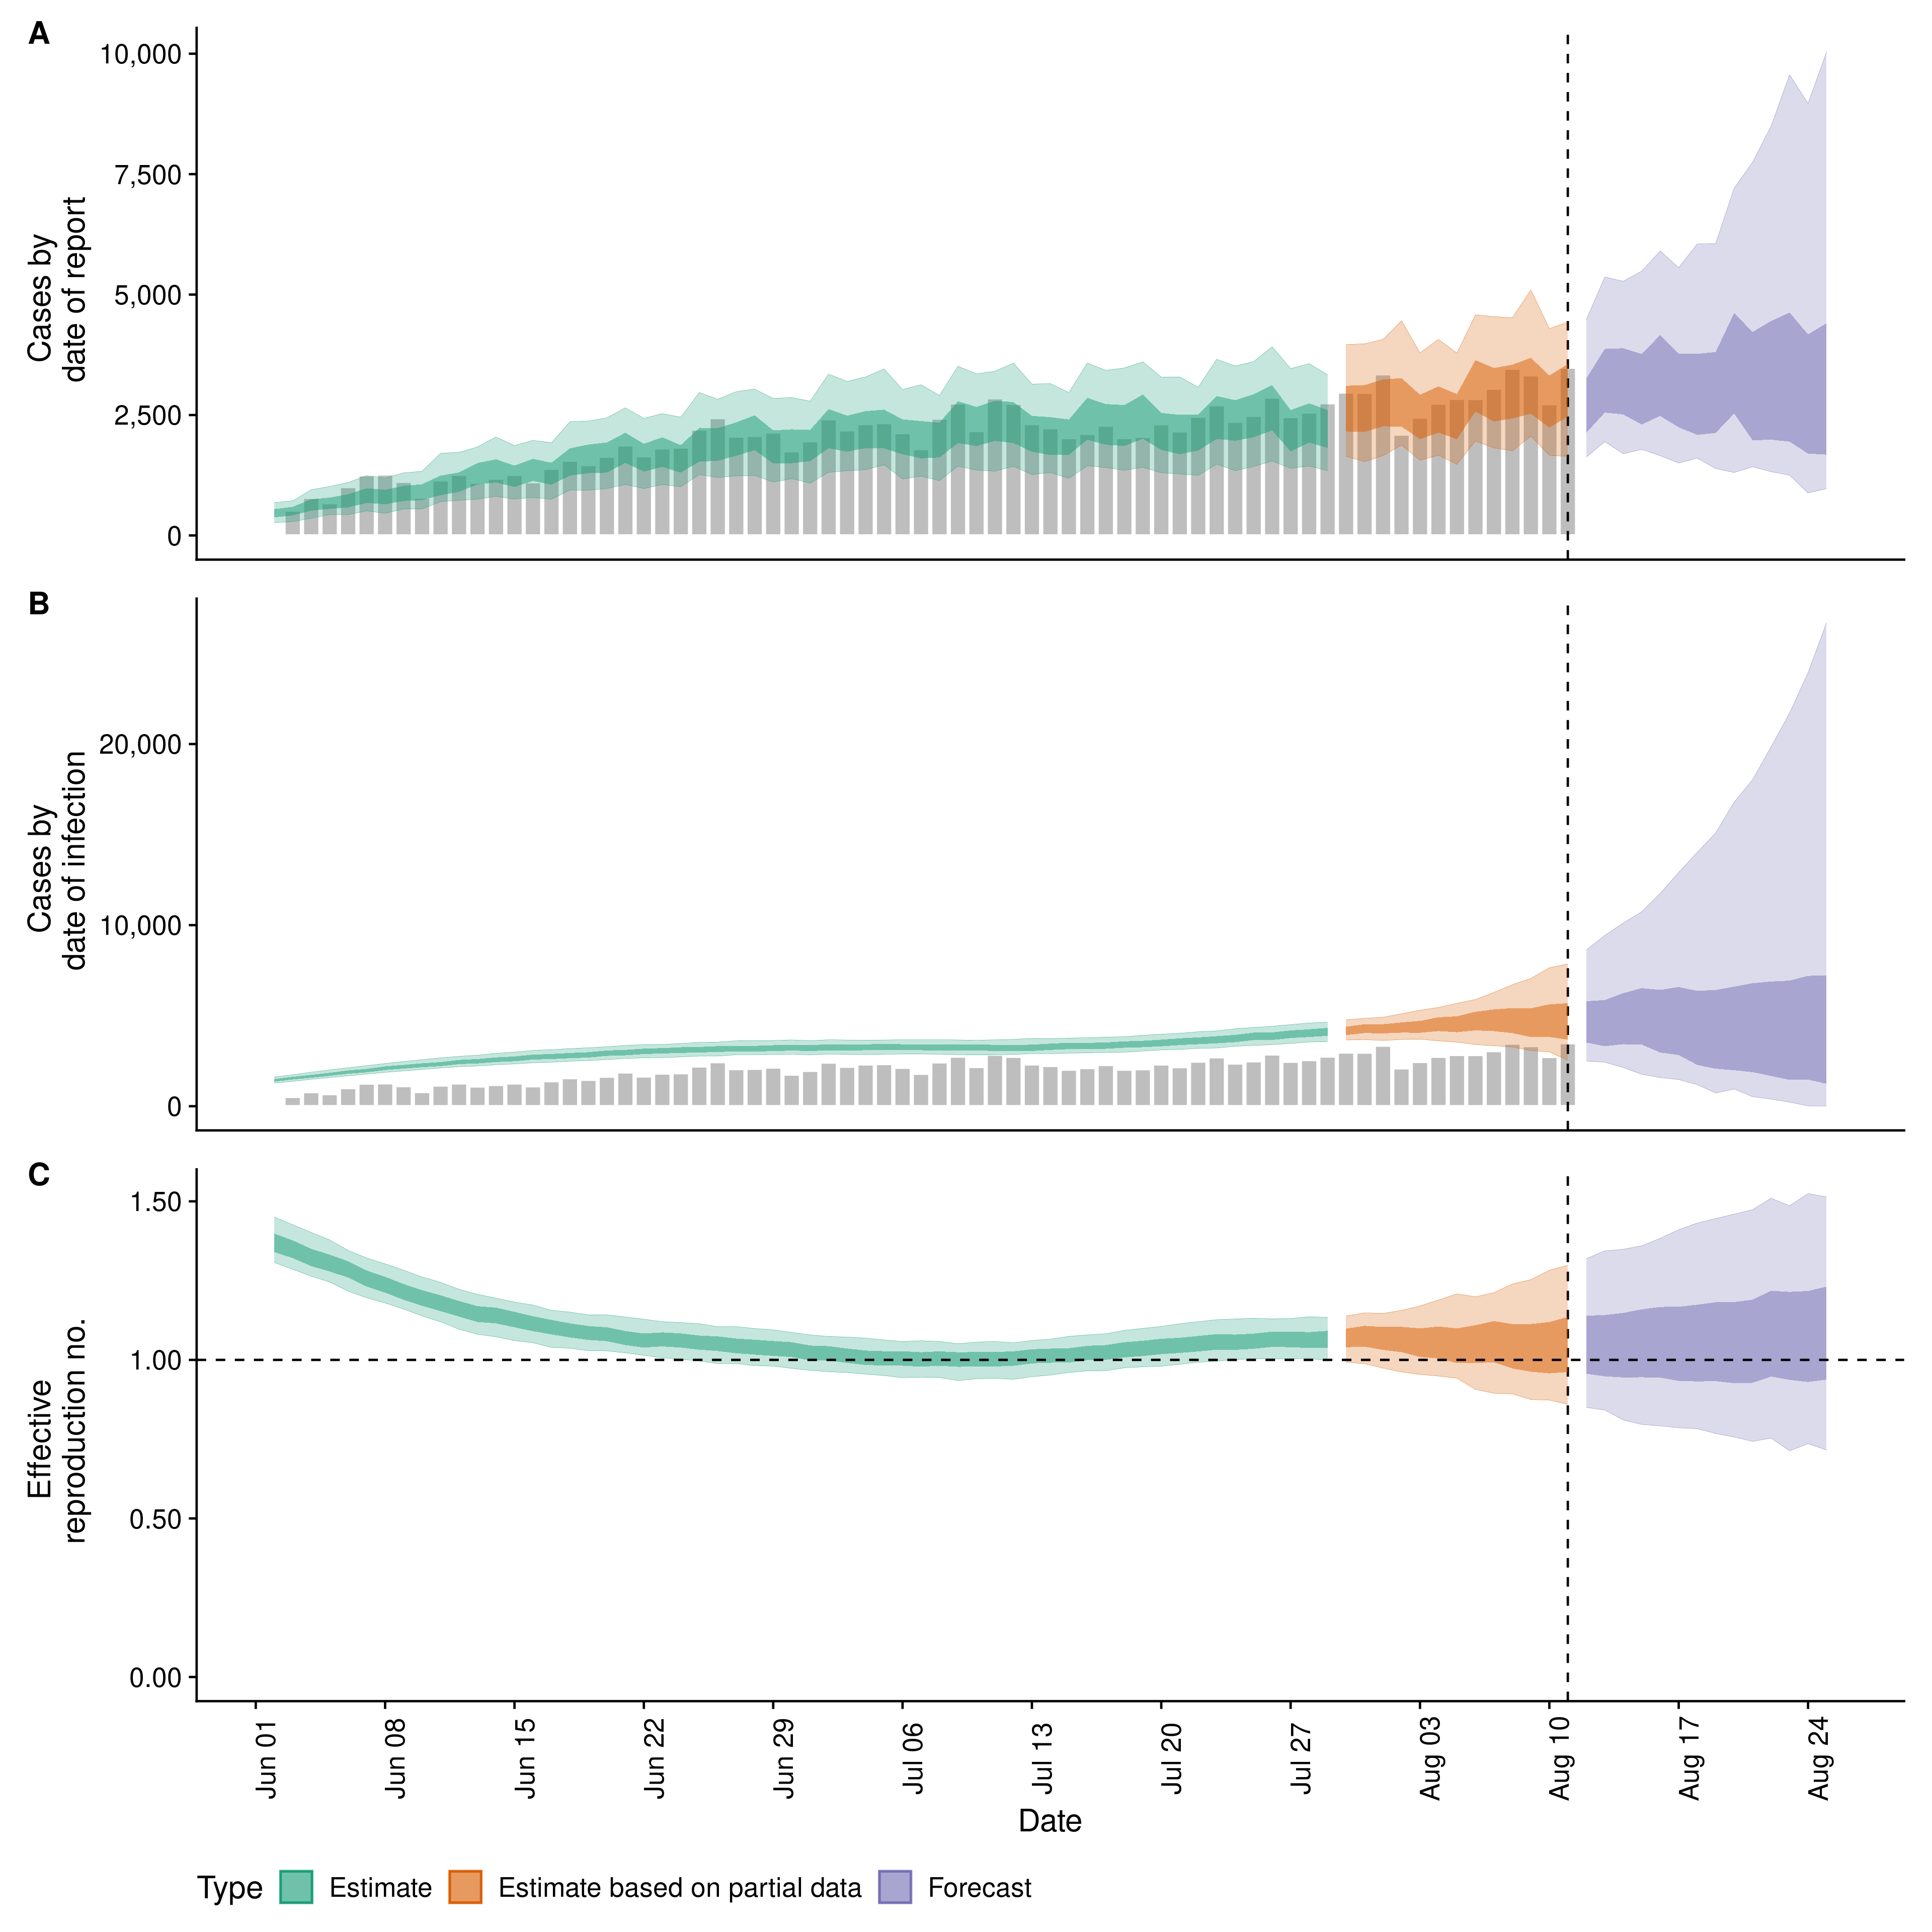 A
Cases by
date of report
10,000
7,500
5,000
2,500
0
B
Cases by
date of infection
20,000
10,000
0
C
Effective
reproduction no.
1.50
1.00
0.50
0.00
Jun 01
Jun 08
Jun 15
Jun 22
Jun 29
Jul 06
Jul 13
Jul 20
Jul 27
Aug 03
Aug 10
Aug 17
Aug 24
Date
Type Estimate Estimate based on partial data Forecast